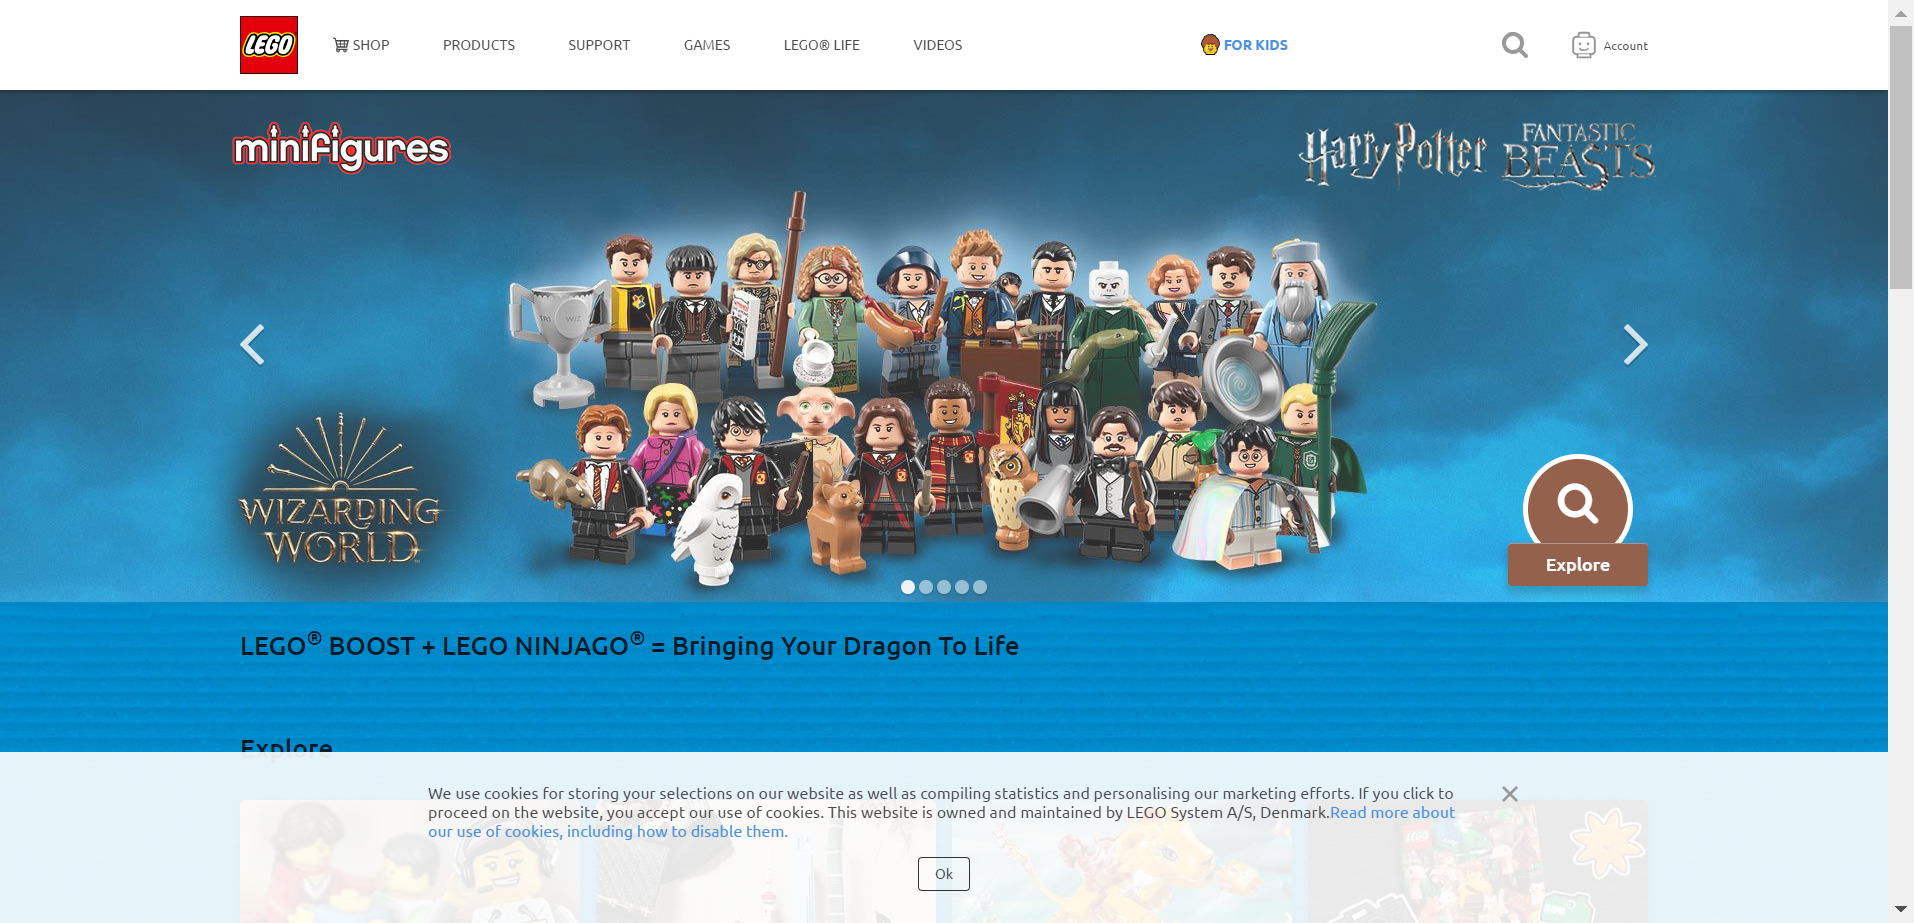 LEGO
SHOP
PRODUCTS
SUPPORT
GAMES
LEGO® LIFE
VIDEOS
FOR KIDS
Account
minifigures
Harry Potter
FANTASTIC
BEASTS
TRI WIZ
WIZARDING
WORLD
Explore
LEGO® BOOST + LEGO NINJAGO® = Bringing Your Dragon To Life
Explore
We use cookies for storing your selections on our website as well as compiling statistics and personalising our marketing efforts. If you click to
proceed on the website, you accept our use of cookies. This website is owned and maintained by LEGO System A/S, Denmark.Read more about
our use of cookies, including how to disable them.
LEGO
Ok